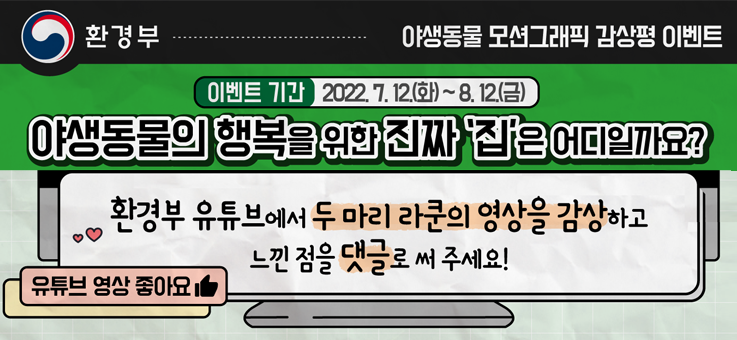 환경부
야생동물 모션그래픽 감상평 이벤트
이벤트 기간 2022. 7. 12.(화) ~ 8. 12.(금)
야생동물의 행복을 위한 진짜 '집'은 어디일까요?
환경부 유튜브에서 두 마리 라쿤의 영상을 감상하고
느낀 점을 댓글로 써 주세요!
유튜브 영상 좋아요